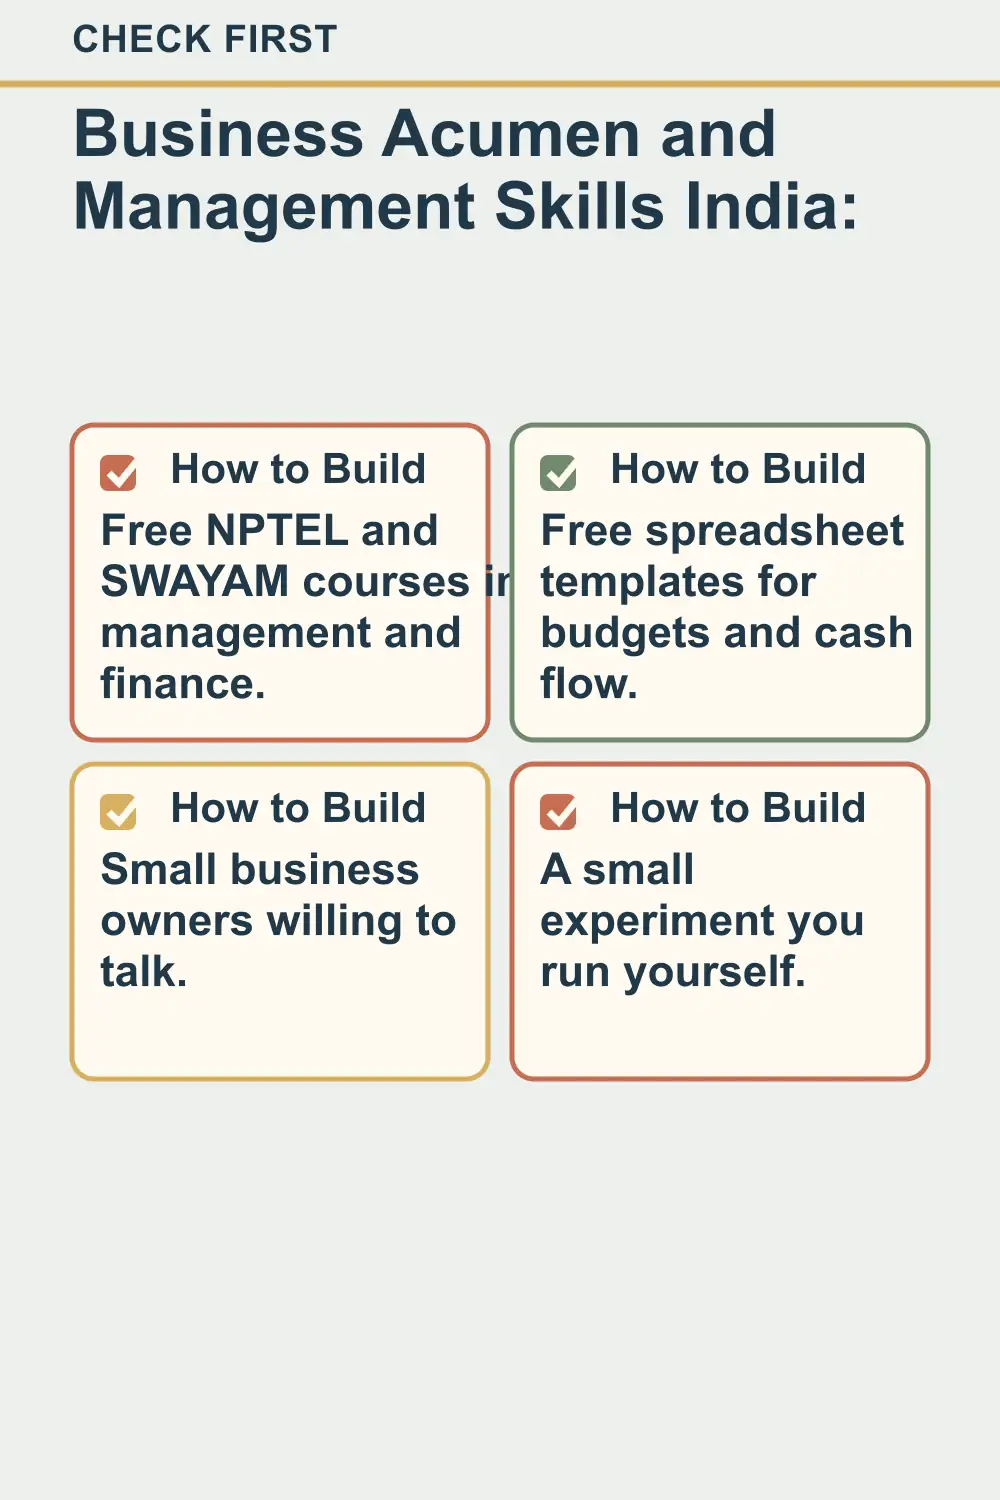 CHECK FIRST
Business Acumen and
Management Skills India:
How to Build
Free NPTEL and
SWAYAM courses in
management and
finance.
How to Build
Free spreadsheet
templates for
budgets and cash
flow.
How to Build
Small business
owners willing to
talk.
How to Build
A small
experiment you
run yourself.